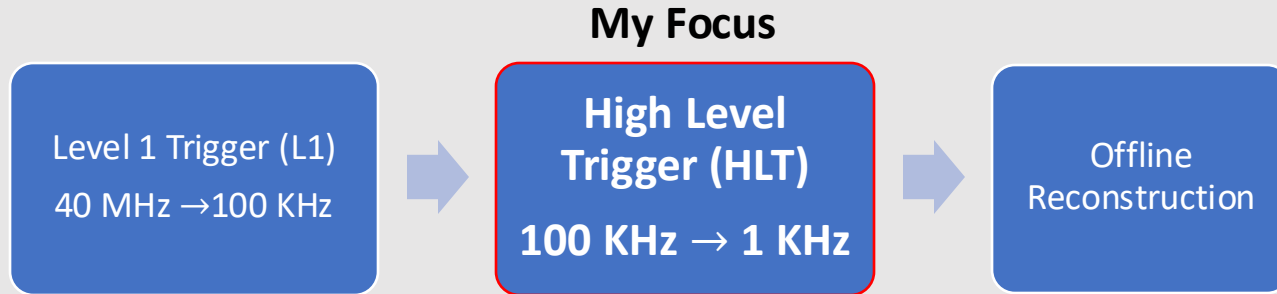 My Focus
Level 1 Trigger (L1)
40 MHz →100 KHz
High Level
Trigger (HLT)
100 KHz → 1 KHz
Offline
Reconstruction